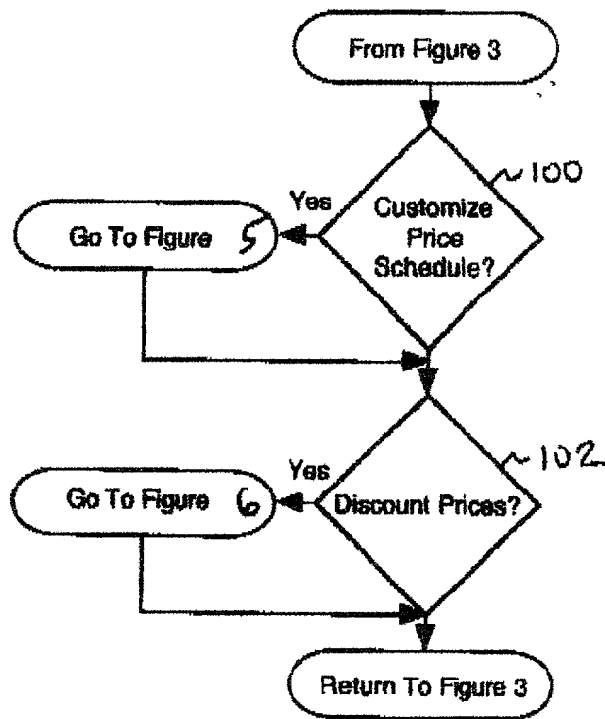 From Figure 3
100
Customize
Price
Schedule?
Yes
Go To Figure 5
102
Discount Prices?
Yes
Go To Figure 6
Return To Figure 3